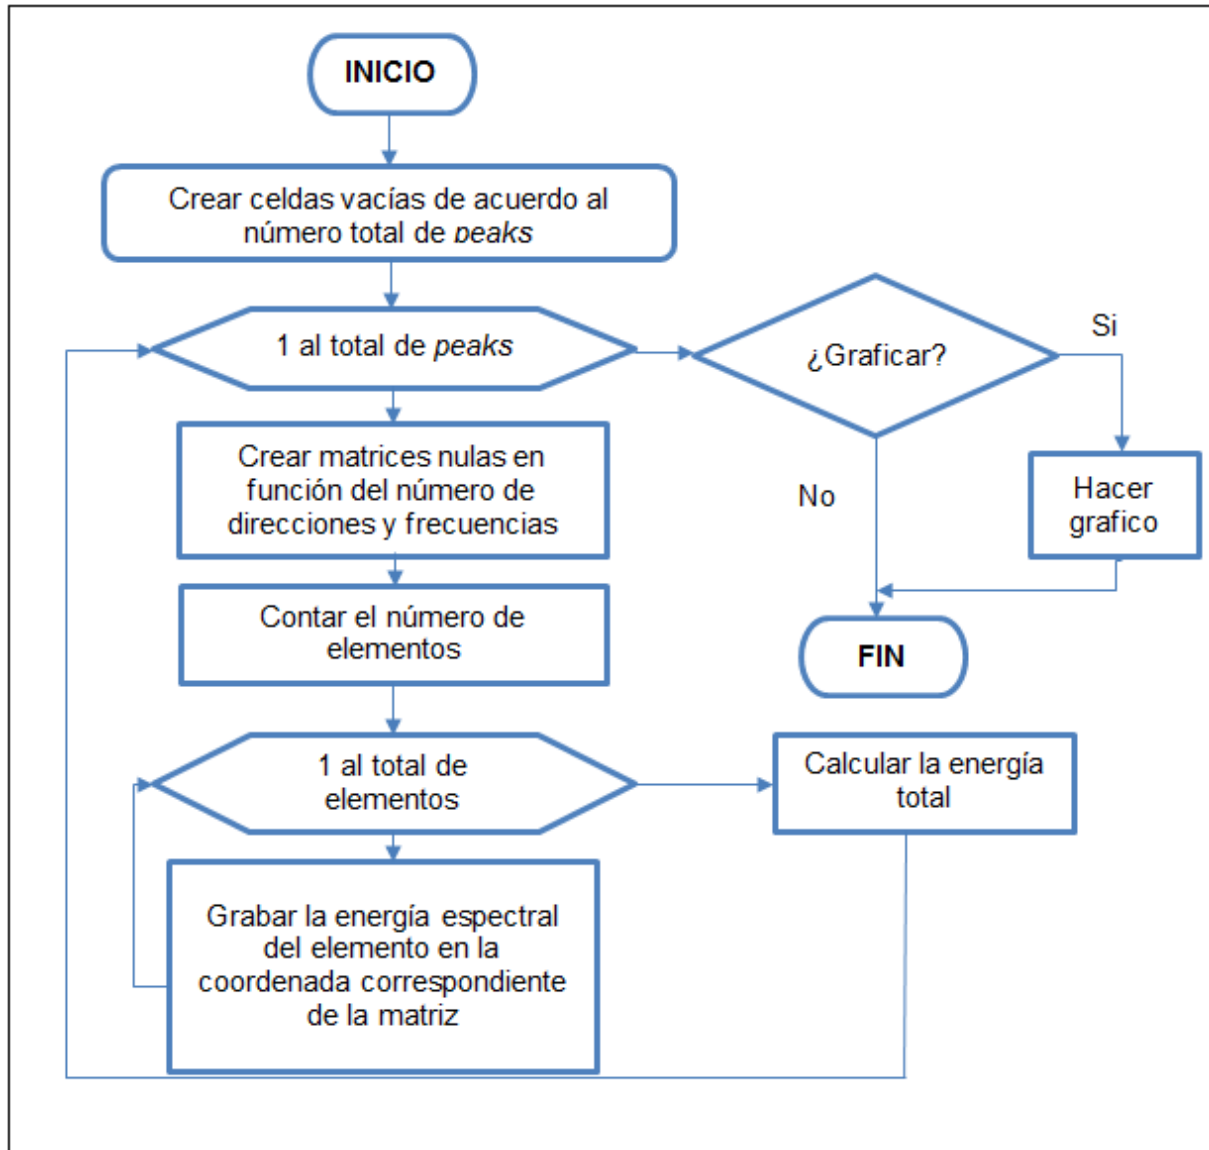 INICIO
Crear celdas vacías de acuerdo al
número total de peaks
1 al total de peaks
¿Graficar?
Si
No
Hacer
grafico
FIN
Crear matrices nulas en
función del número de
direcciones y frecuencias
Contar el número de
elementos
1 al total de
elementos
Calcular la energía
total
Grabar la energía espectral
del elemento en la
coordenada correspondiente
de la matriz